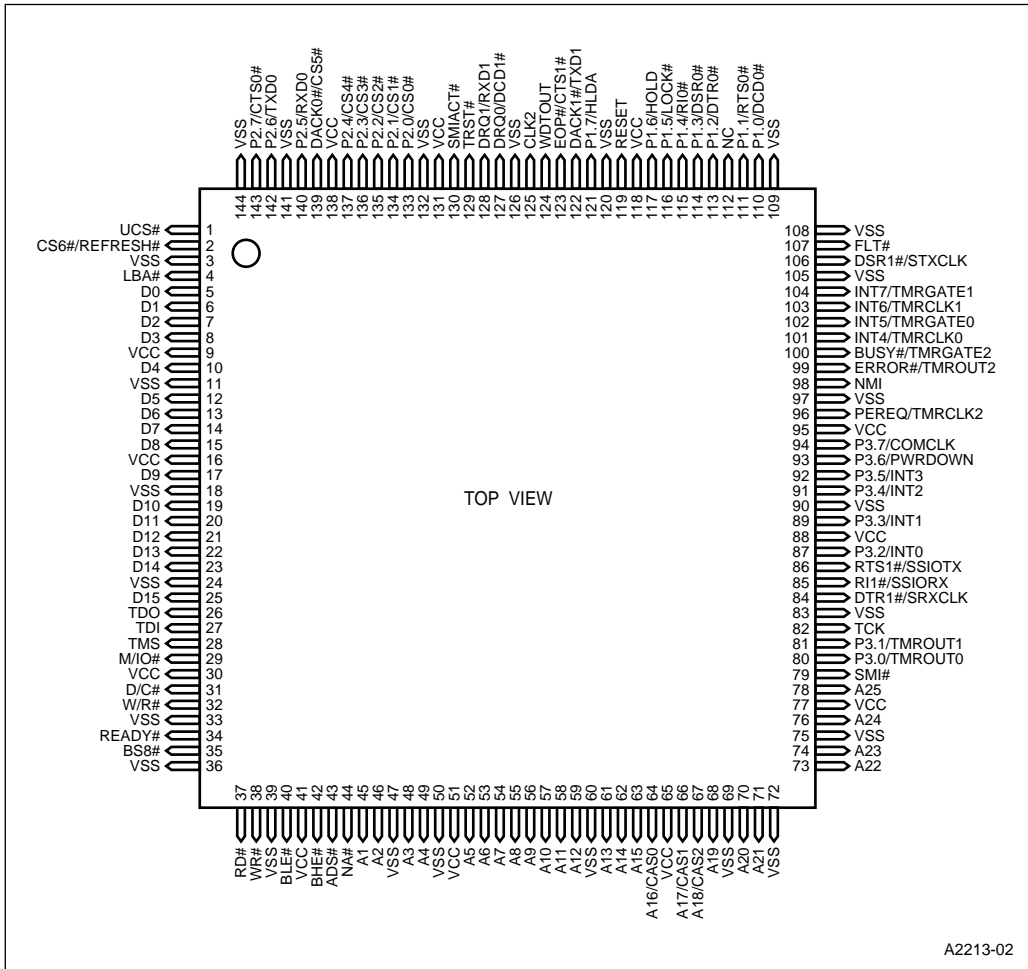 VSS
P2.7/CTS0#
P2.6/TXD0
VSS
P2.5/RXD0
DACK0#/CS5#
VCC
P2.4/CS4#
P2.3/CS3#
P2.2/CS2#
P2.1/CS1#
P2.0/CS0#
VSS
VCC
SMIACT#
TRST#
DRQ1/RXD1
DRQ0/DCD1#
VSS
CLK2
WDTOUT
EOP#/CTS1#
DACK1#/TXD1
P1.7/HLDA
VSS
RESET
VCC
P1.6/HOLD
P1.5/LOCK#
P1.4/RI0#
P1.3/DSR0#
P1.2/DTR0#
NC
P1.1/RTS0#
P1.0/DCD0#
VSS
144
143
142
141
140
139
138
137
136
135
134
133
132
131
130
129
128
127
126
125
124
123
122
121
120
119
118
117
116
115
114
113
112
111
110
109
UCS# 1
CS6#/REFRESH# 2
VSS 3
LBA# 4
D0 5
D1 6
D2 7
D3 8
VCC 9
D4 10
VSS 11
D5 12
D6 13
D7 14
D8 15
VCC 16
D9 17
VSS 18
D10 19
D11 20
D12 21
D13 22
D14 23
VSS 24
D15 25
TDO 26
TDI 27
TMS 28
M/IO# 29
VCC 30
D/C# 31
W/R# 32
VSS 33
READY# 34
BS8# 35
VSS 36
TOP VIEW
108 VSS
107 FLT#
106 DSR1#/STXCLK
105 VSS
104 INT7/TMRGATE1
103 INT6/TMRCLK1
102 INT5/TMRGATE0
101 INT4/TMRCLK0
100 BUSY#/TMRGATE2
99 ERROR#/TMROUT2
98 NMI
97 VSS
96 PEREQ/TMRCLK2
95 VCC
94 P3.7/COMCLK
93 P3.6/PWRDOWN
92 P3.5/INT3
91 P3.4/INT2
90 VSS
89 P3.3/INT1
88 VCC
87 P3.2/INT0
86 RTS1#/SSIOTX
85 RI1#/SSIORX
84 DTR1#/SRXCLK
83 VSS
82 TCK
81 P3.1/TMROUT1
80 P3.0/TMROUT0
79 SMI#
78 A25
77 VCC
76 A24
75 VSS
74 A23
73 A22
37
38
39
40
41
42
43
44
45
46
47
48
49
50
51
52
53
54
55
56
57
58
59
60
61
62
63
64
65
66
67
68
69
70
71
72
RD#
WR#
VSS
BLE#
VCC
BHE#
ADS#
NA#
A1
A2
VSS
A3
A4
VSS
VCC
A5
A6
A7
A8
A9
A10
A11
A12
VSS
A13
A14
A15
A16/CAS0
VCC
A17/CAS1
A18/CAS2
A19
VSS
A20
A21
VSS
A2213-02